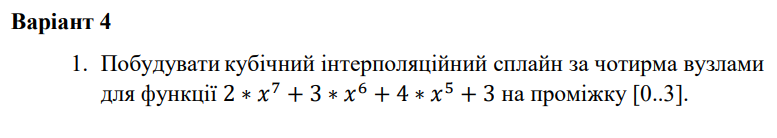 Варіант 4
1. Побудувати кубічний інтерполяційний сплайн за чотирма вузлами
для функції 2 ∗ x⁷ + 3 ∗ x⁶ + 4 ∗ x⁵ + 3 на проміжку [0..3].